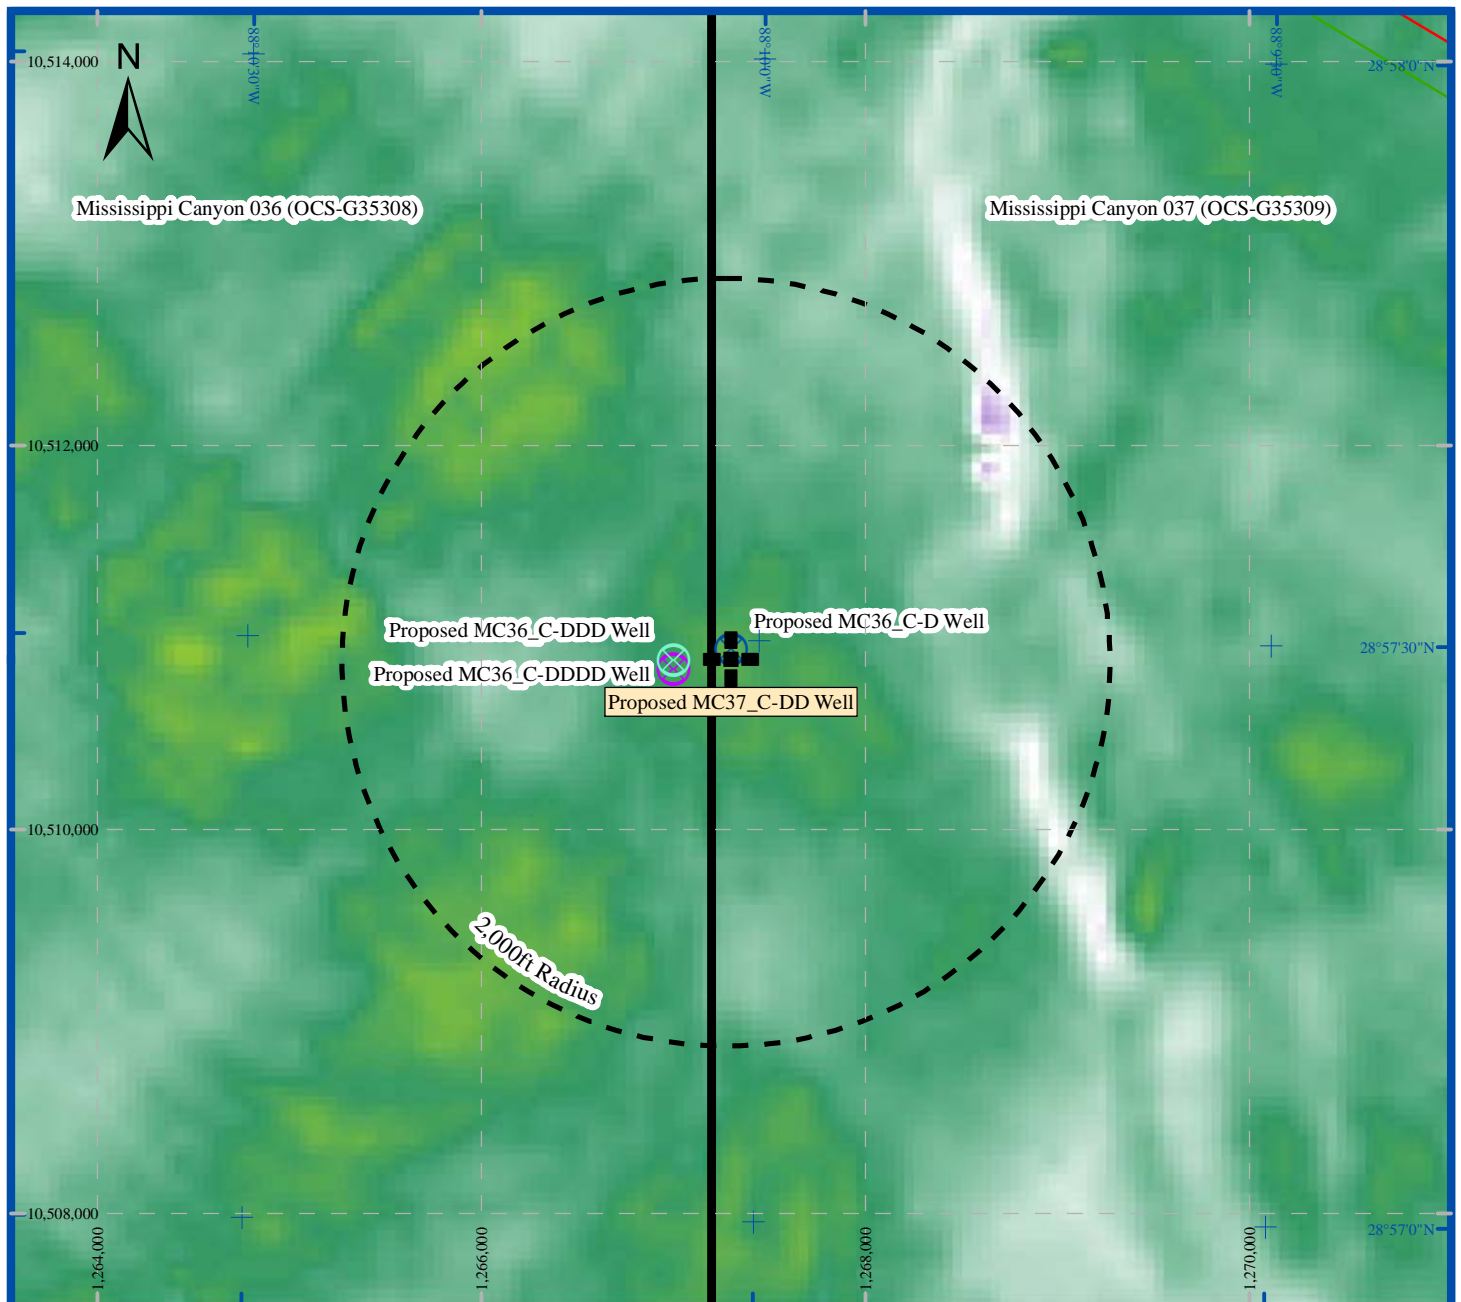 88°10'30"W
88°10'0"W
88°9'30"W
N
10,514,000
28°58'0"N
Mississippi Canyon 036 (OCS-G35308)
Mississippi Canyon 037 (OCS-G35309)
10,512,000
Proposed MC36_C-D Well
Proposed MC36_C-DDD Well
28°57'30"N
Proposed MC36_C-DDDD Well
Proposed MC37_C-DD Well
10,510,000
2,000ft Radius
10,508,000
28°57'0"N
1,264,000
1,266,000
1,268,000
1,270,000